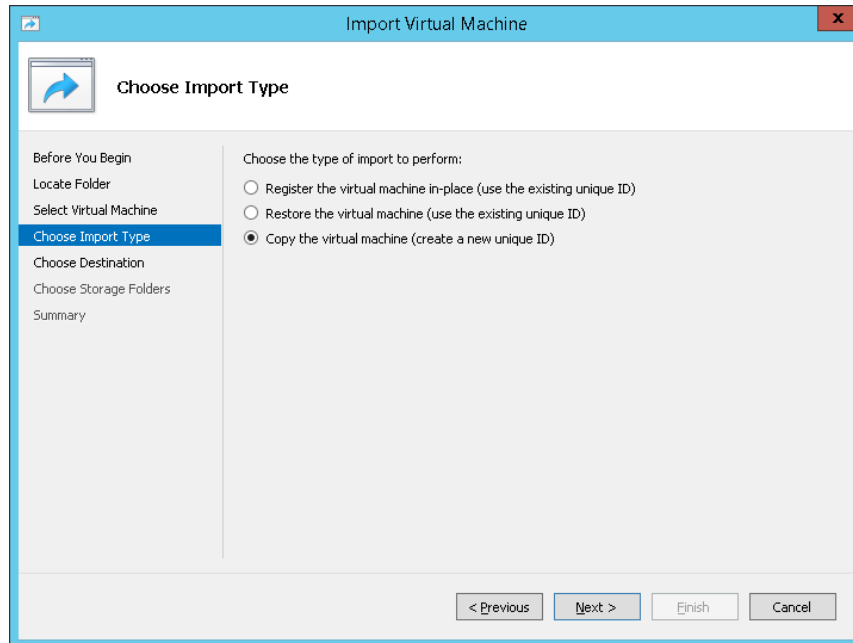 Import Virtual Machine
x
Choose Import Type
Before You Begin
Locate Folder
Select Virtual Machine
Choose Import Type
Choose Destination
Choose Storage Folders
Summary
Choose the type of import to perform:
Register the virtual machine in-place (use the existing unique ID)
Restore the virtual machine (use the existing unique ID)
Copy the virtual machine (create a new unique ID)
< Previous
Next >
Finish
Cancel